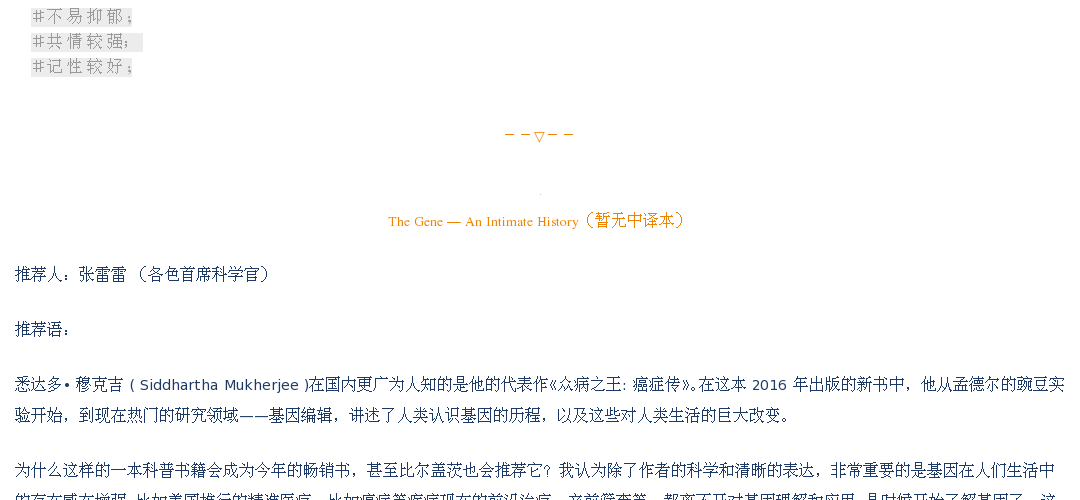 #不易抑郁；
#共情较强；
#记性较好；
－－▽－－
The Gene — An Intimate History（暂无中译本）
推荐人：张雷雷 （各色首席科学官）
推荐语：
悉达多• 穆克吉 ( Siddhartha Mukherjee )在国内更广为人知的是他的代表作《众病之王：癌症传》。在这本 2016 年出版的新书中，他从孟德尔的豌豆实
验开始，到现在热门的研究领域——基因编辑，讲述了人类认识基因的历程，以及这些对人类生活的巨大改变。
为什么这样的一本科普书籍会成为今年的畅销书，甚至比尔盖茨也会推荐它？我认为除了作者的科学和清晰的表达，非常重要的是基因在人们生活中